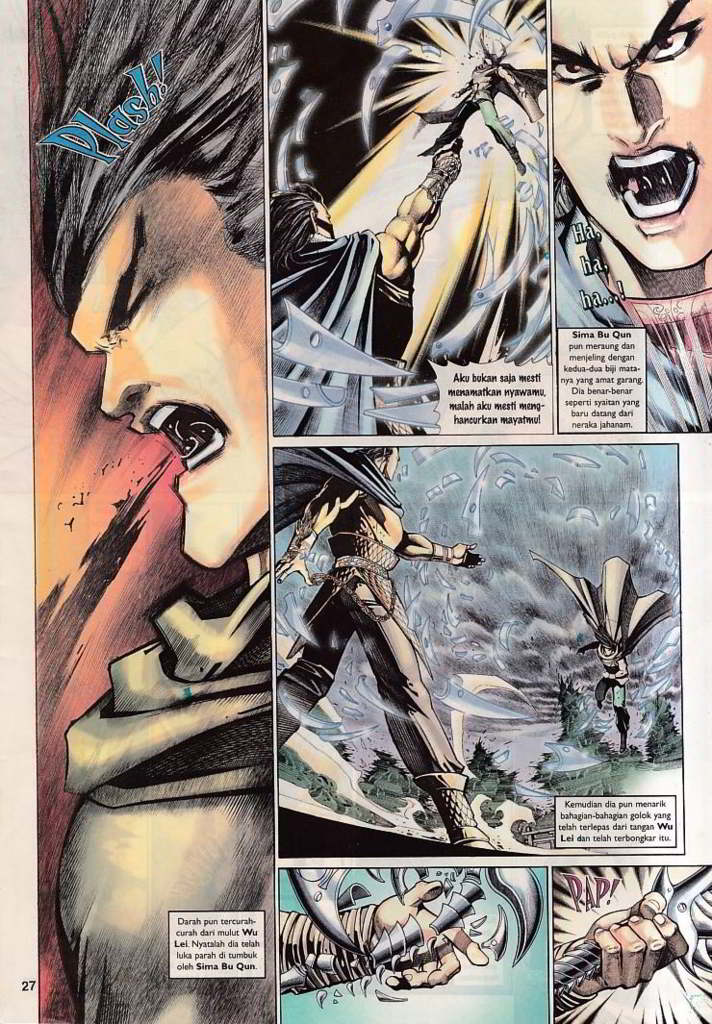 Plash!
Darah pun tercurah-
curah dari mulut Wu
Lei. Nyatalah dia telah
luka parah di tumbuk
oleh Sima Bu Qun.
Aku bukan saja mesti
menamatkan nyawamu,
malah aku mesti meng-
hancurkan mayatmu!
Ha,
ha,
ha...!
Sima Bu Qun
pun meraung dan
menjeling dengan
kedua-dua biji mata-
nya yang amat garang.
Dia benar-benar
seperti syaitan yang
baru datang dari
neraka jahanam.
Kemudian dia pun menarik
bahagian-bahagian golok yang
telah terlepas dari tangan Wu
Lei dan telah terbongkar itu.
PAP!
27